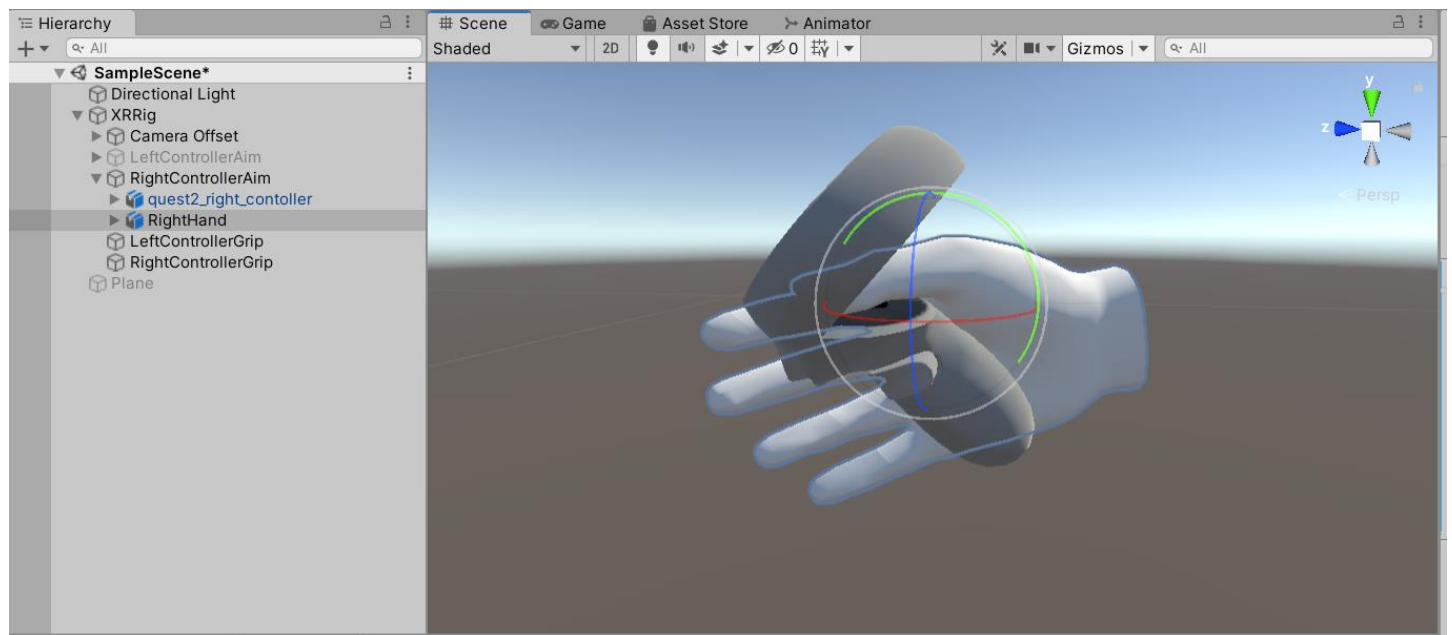 Hierarchy
All
SampleScene*
Directional Light
XRRig
Camera Offset
LeftControllerAim
RightControllerAim
quest2_right_contoller
RightHand
LeftControllerGrip
RightControllerGrip
Plane
Scene Game Asset Store Animator
Shaded 2D 0 Gizmos All
y
z
Persp